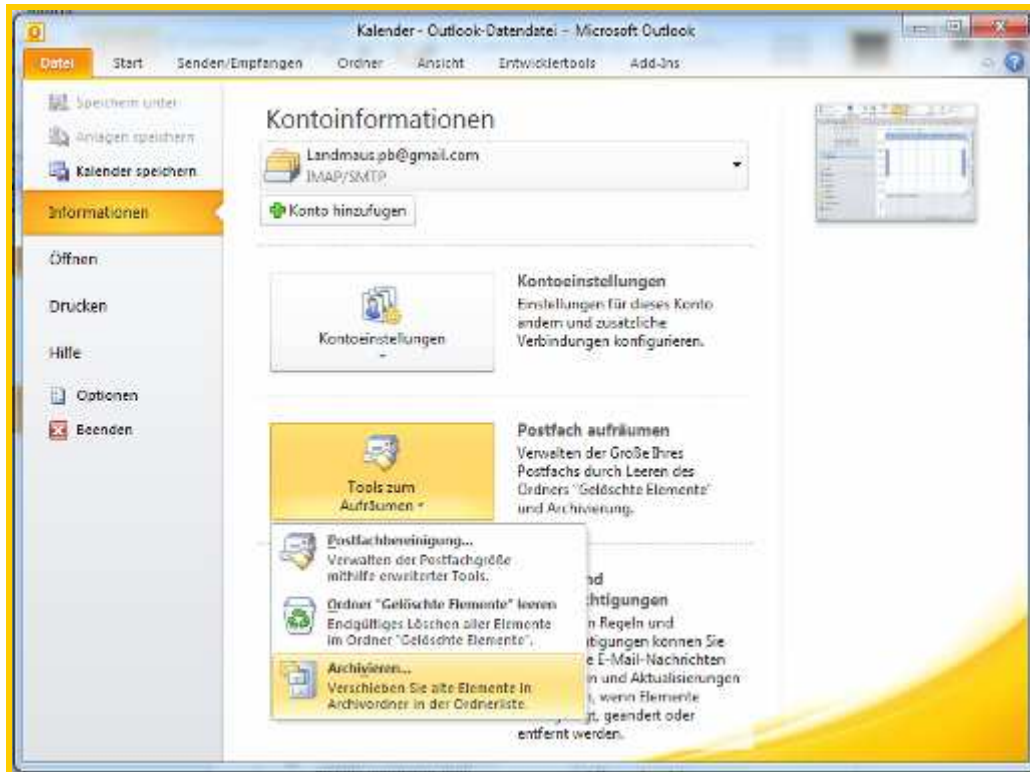 Kalender - Outlook-Datendatei - Microsoft Outlook
Datei Start Senden/Empfangen Ordner Ansicht Entwicklertools Add-Ins
Speichern unter
Anlagen speichern
Kalender speichern
Informationen
Öffnen
Drucken
Hilfe
Optionen
Beenden
Kontoinformationen
Landmaus.pb@gmail.com
IMAP/SMTP
Konto hinzufügen
Kontoeinstellungen
Kontoeinstellungen
Einstellungen für dieses Konto
ändern und zusätzliche
Verbindungen konfigurieren.
Tools zum
Aufräumen
Postfach aufräumen
Verwalten der Größe Ihres
Postfachs durch Leeren des
Ordners "Gelöschte Elemente"
und Archivierung.
Postfachbereinigung...
Verwalten der Postfachgröße
mithilfe erweiterter Tools.
Ordner "Gelöschte Elemente" leeren
Endgültiges Löschen aller Elemente
im Ordner "Gelöschte Elemente".
Archivieren...
Verschieben Sie alte Elemente in
Archivordner in der Ordnerliste.
nd
htigungen
n Regeln und
tigungen können Sie
e E-Mail-Nachrichten
n und Aktualisierungen
, wenn Elemente
t, geändert oder
entfernt werden.